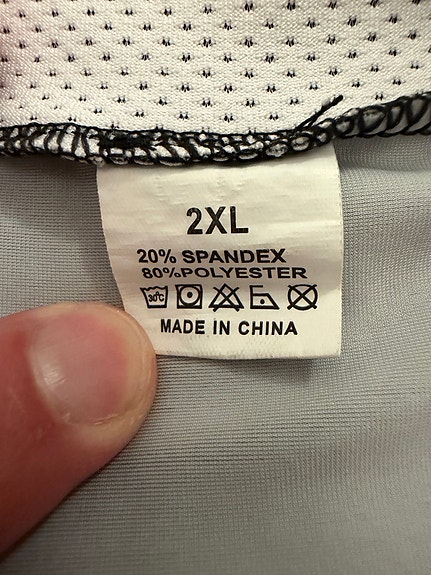 2XL
20% SPANDEX
80%POLYESTER
30℃
MADE IN CHINA